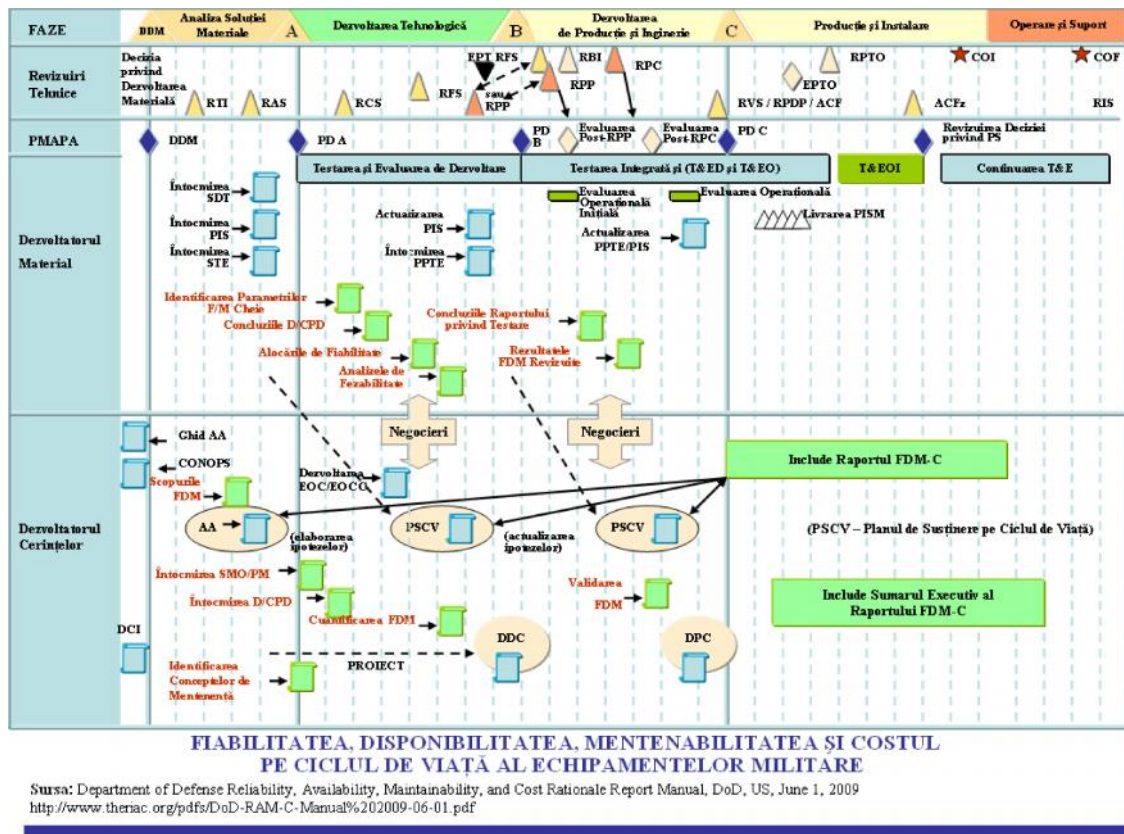 FAZE
DDM
Analiza Soluției
Materiale
A
Dezvoltarea Tehnologică
B
Dezvoltarea
de Producție și Inginerie
C
Producție și Instalare
Operare și Suport
Revizuiri
Tehnice
Decizia
privind
Dezvoltarea
Materială
RTI
RAS
RCS
RFS
EPT RFS
sau
RPP
RBI
RPP
RPC
RVS / RPDP / ACF
EPTO
RPTO
ACFz
COI
COF
RIS
PMAPA
DDM
PD A
PD
B
Evaluarea
Post-RPP
Evaluarea
Post-RPC
PD C
Revizuirea Deciziei
privind PS
Dezvoltatorul
Material
Testarea și Evaluarea de Dezvoltare
Testarea Integrată și (T&ED și T&EO)
T&EOI
Continuarea T&E
Întocmirea
SDT
Întocmirea
PIS
Întocmirea
STE
Actualizarea
PIS
Întocmirea
PPTE
Evaluarea
Operațională
Inițială
Evaluarea Operațională
Actualizarea
PPTE/PIS
Livrarea PISM
Identificarea Parametrilor
F/M Cheie
Concluziile D/CPD
Alocările de Fiabilitate
Analizele de
Fezabilitate
Concluziile Raportului
privind Testare
Rezultatele
FDM Revizuite
Negocieri
Negocieri
Dezvoltatorul
Cerințelor
Ghid AA
CONOPS
Scopurile
FDM
AA
(elaborarea
ipotezelor)
Dezvoltarea
EOC/EOCO
PSCV
(actualizarea
ipotezelor)
PSCV
Include Raportul FDM-C
(PSCV – Planul de Susținere pe Ciclul de Viață)
Întocmirea SMO/PM
Întocmirea D/CPD
Cuantificarea FDM
Validarea
FDM
Include Sumarul Executiv al
Raportului FDM-C
DCI
DDC
DPC
Identificarea
Conceptelor de
Mentenență
PROIECT
FIABILITATEA, DISPONIBILITATEA, MENTENABILITATEA ȘI COSTUL
PE CICLUL DE VIAȚĂ AL ECHIPAMENTELOR MILITARE
Sursa: Department of Defense Reliability, Availability, Maintainability, and Cost Rationale Report Manual, DoD, US, June 1, 2009
http://www.theriac.org/pdfs/DoD-RAM-C-Manual%202009-06-01.pdf